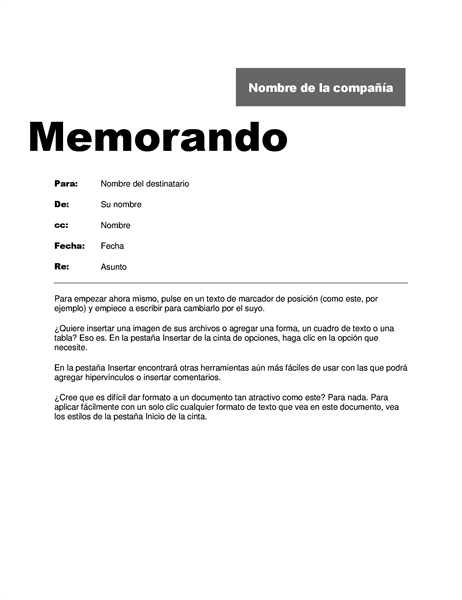 Nombre de la compañía
Memorando
Para: Nombre del destinatario
De: Su nombre
cc: Nombre
Fecha: Fecha
Re: Asunto
Para empezar ahora mismo, pulse en un texto de marcador de posición (como este, por
ejemplo) y empiece a escribir para cambiarlo por el suyo.
¿Quiere insertar una imagen de sus archivos o agregar una forma, un cuadro de texto o una
tabla? Eso es. En la pestaña Insertar de la cinta de opciones, haga clic en la opción que
necesite.
En la pestaña Insertar encontrará otras herramientas aún más fáciles de usar con las que podrá
agregar hipervínculos o insertar comentarios.
¿Cree que es difícil dar formato a un documento tan atractivo como este? Para nada. Para
aplicar fácilmente con un solo clic cualquier formato de texto que vea en este documento, vea
los estilos de la pestaña Inicio de la cinta.